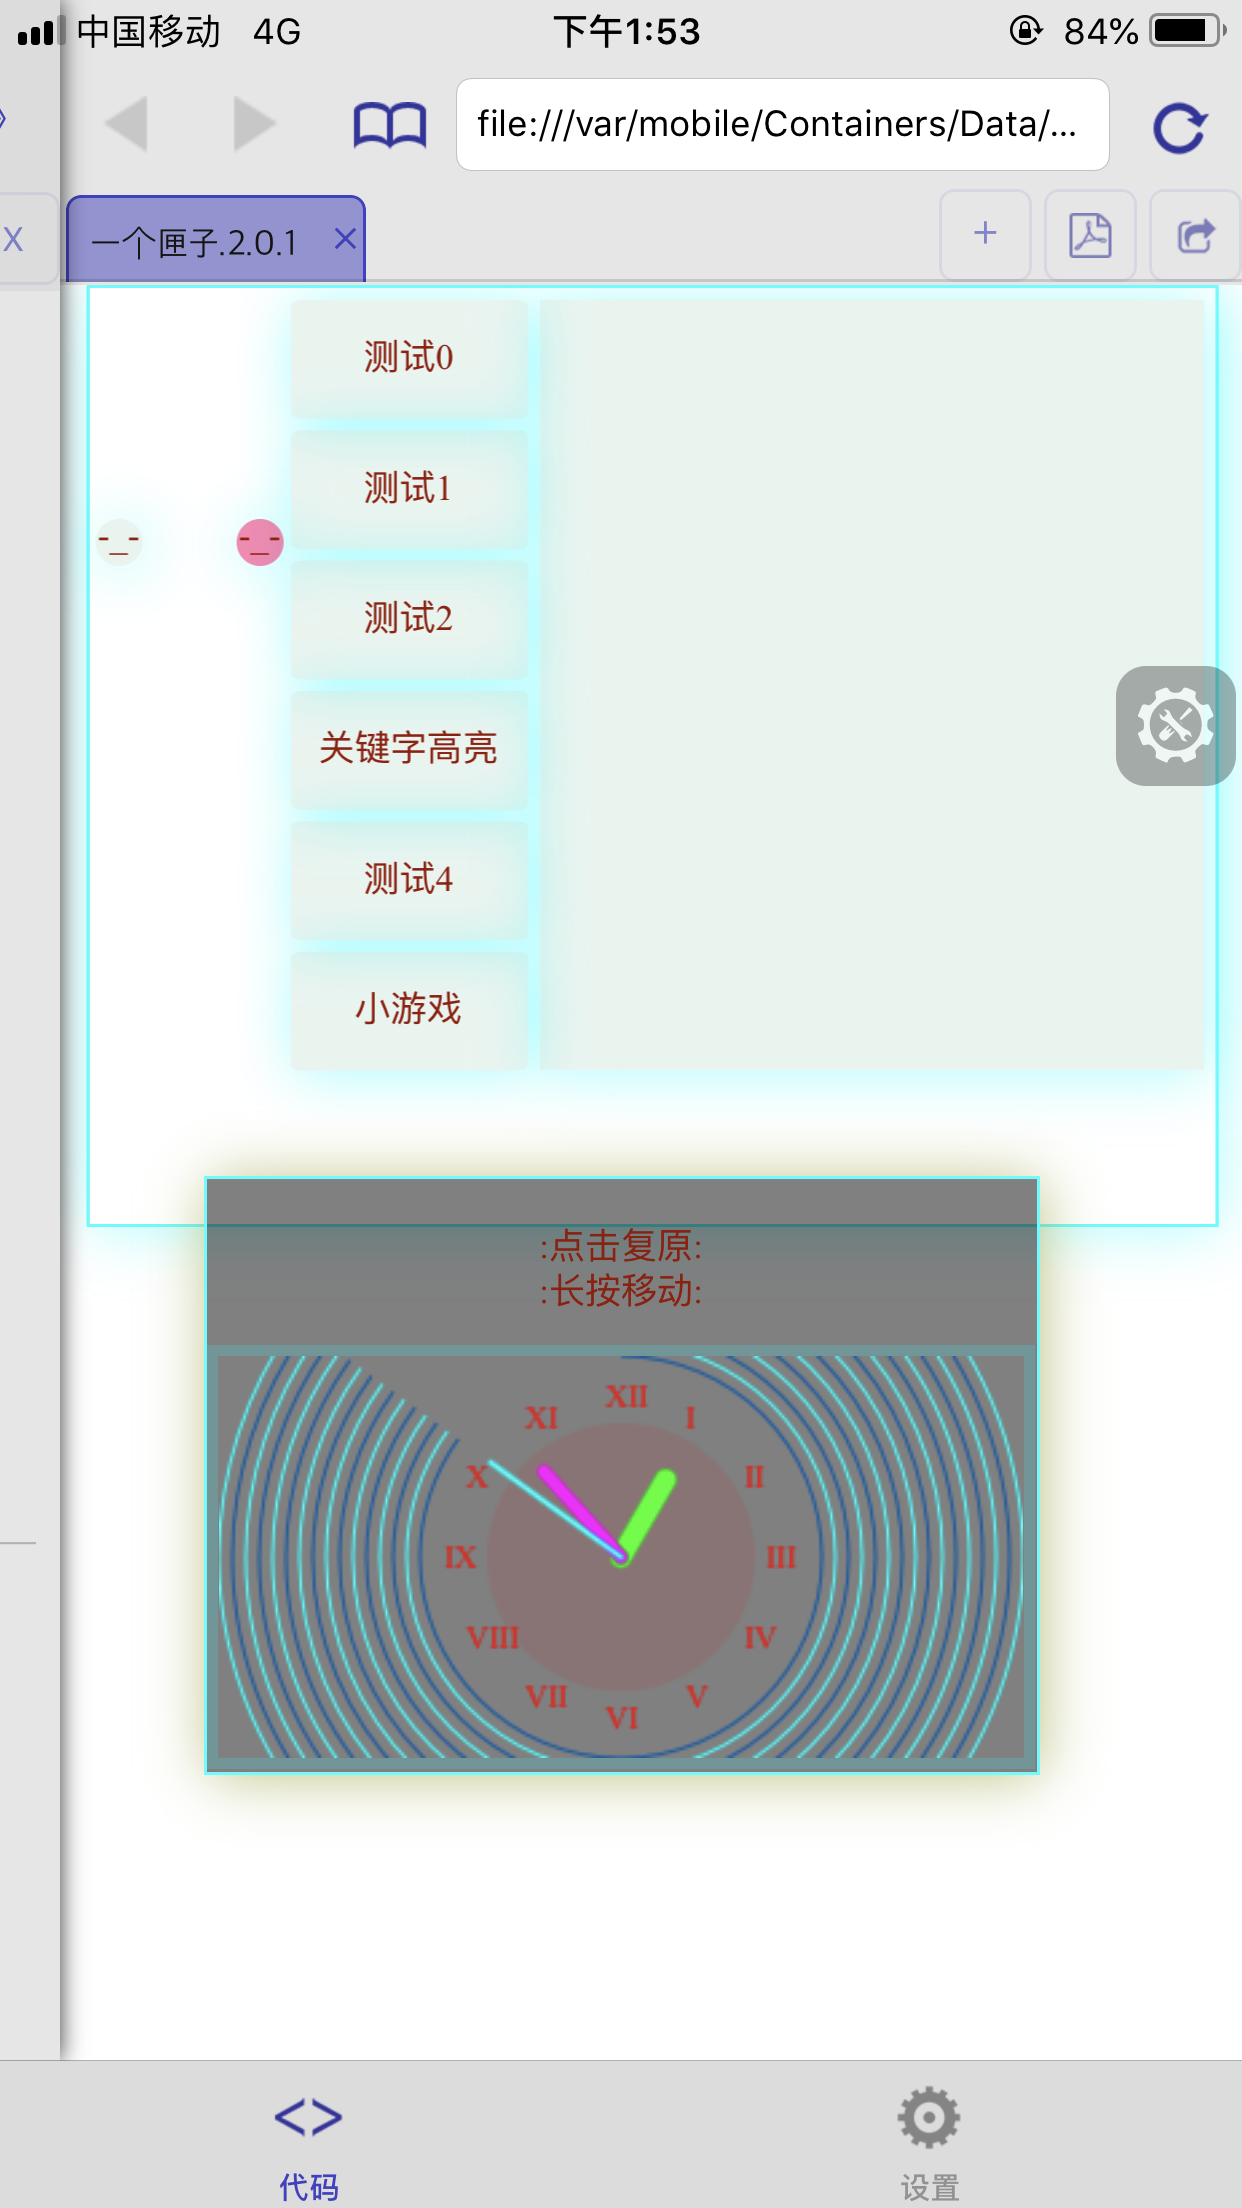 中国移动 4G 下午1:53 84%
file:///var/mobile/Containers/Data/...
X 一个匣子.2.0.1 × +
测试0
测试1
-_- -_-
测试2
关键字高亮
测试4
小游戏
:点击复原:
:长按移动:
XII
XI I
X II
IX III
VIII IV
VII V
VI
<> 
代码 设置